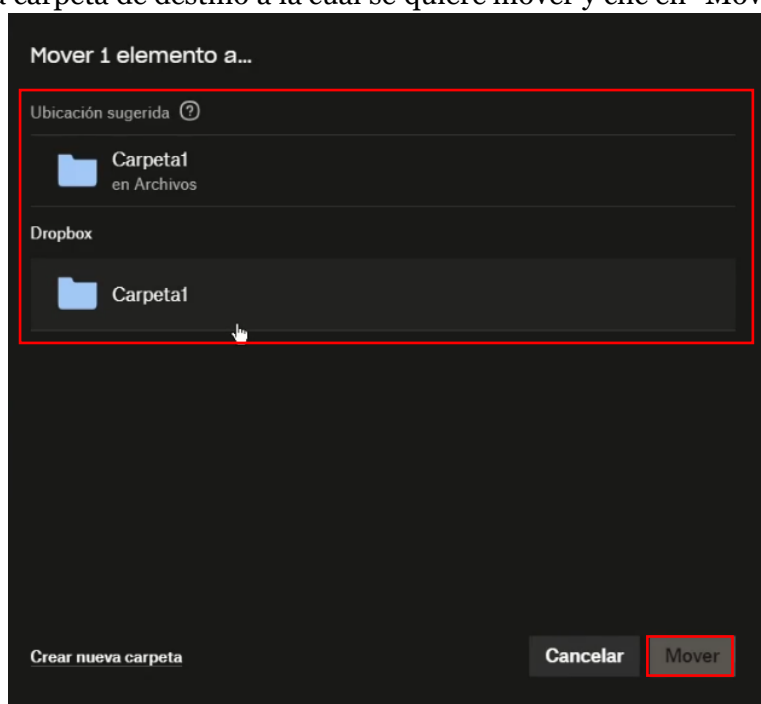 carpeta de destino a la cual se quiere mover y clic en "Mov
Mover 1 elemento a...
Ubicación sugerida ?
Carpeta1
en Archivos
Dropbox
Carpeta1
Crear nueva carpeta
Cancelar
Mover